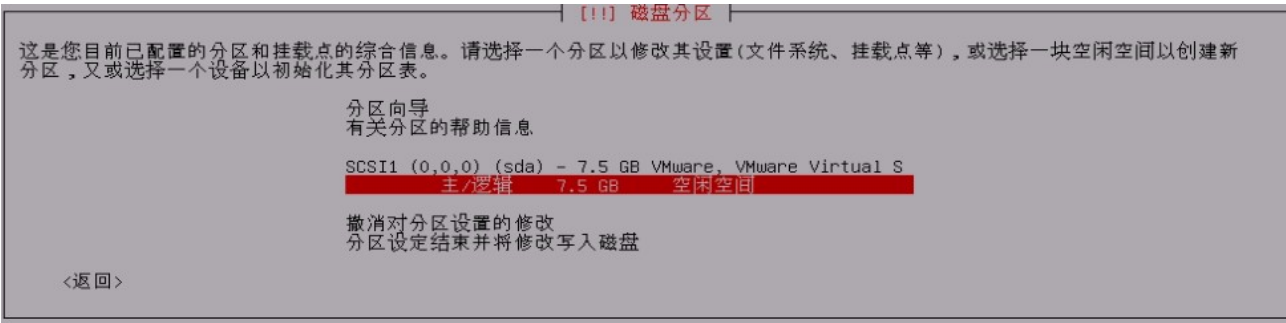 [!!] 磁盘分区
这是您目前已配置的分区和挂载点的综合信息。请选择一个分区以修改其设置(文件系统、挂载点等)，或选择一块空闲空间以创建新
分区，又或选择一个设备以初始化其分区表。
分区向导
有关分区的帮助信息
SCSI1 (0,0,0) (sda) - 7.5 GB VMware, VMware Virtual S
主/逻辑 7.5 GB 空闲空间
撤消对分区设置的修改
分区设定结束并将修改写入磁盘
<返回>